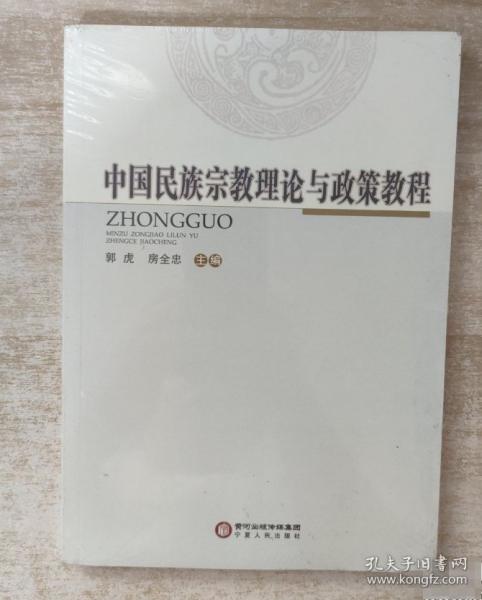 中国民族宗教理论与政策教程
ZHONGGUO
MINZU ZONGJIAO LILUN YU
ZHENGCE JIAOCHENG
郭 虎 房全忠 主编
黄河出版传媒集团
宁夏人民出版社
孔夫子旧书网
www.kongfz.com